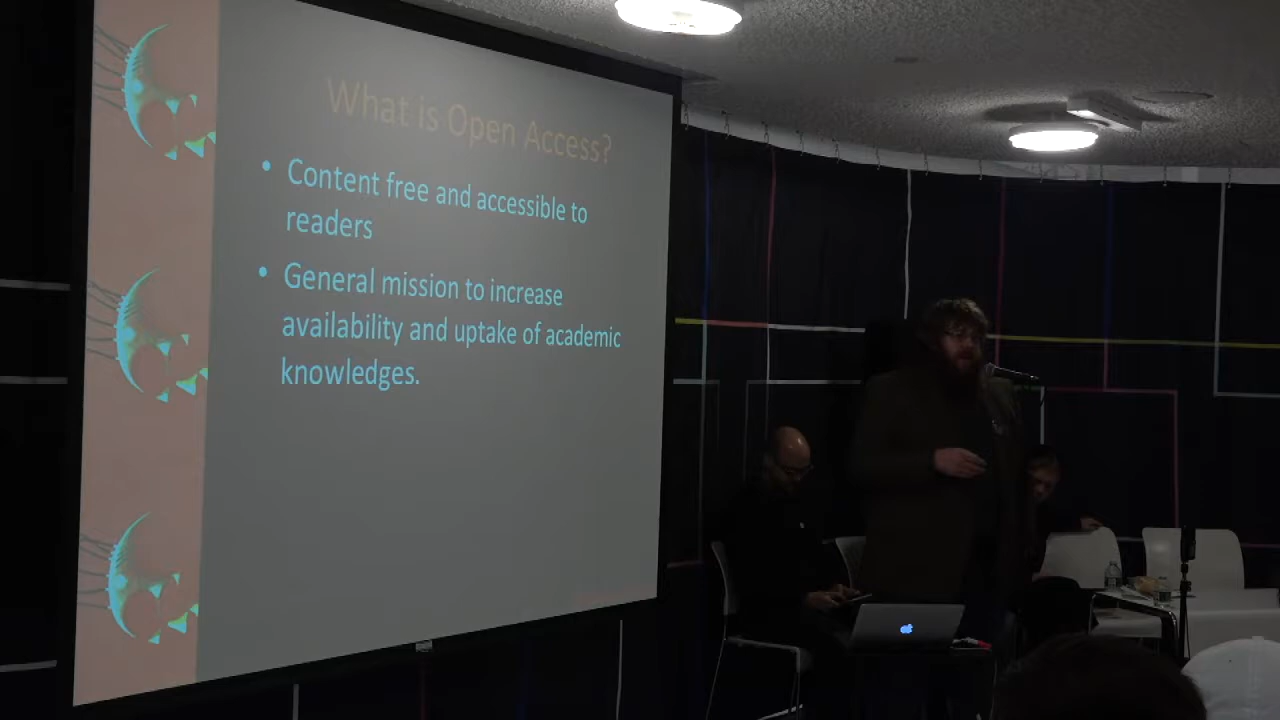 What is Open Access?
• Content free and accessible to
readers
• General mission to increase
availability and uptake of academic
knowledges.